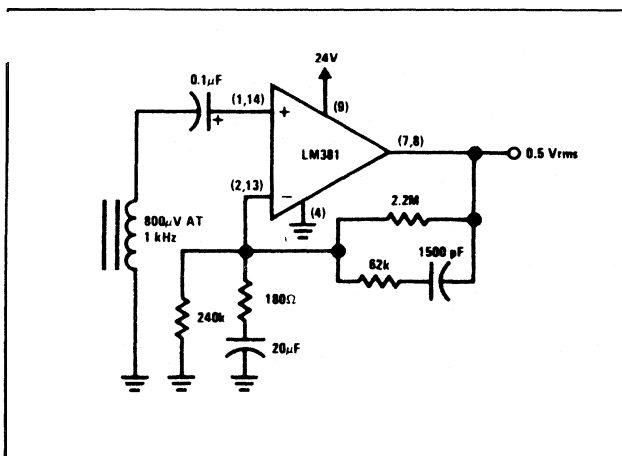 24V
0.1µF
(1,14)
(9)
+
+
LM381
(7,8)
0.5 Vrms
(2,13)
−
(4)
2.2M
800µV AT
1 kHz
1500 pF
62k
180Ω
240k
20µF